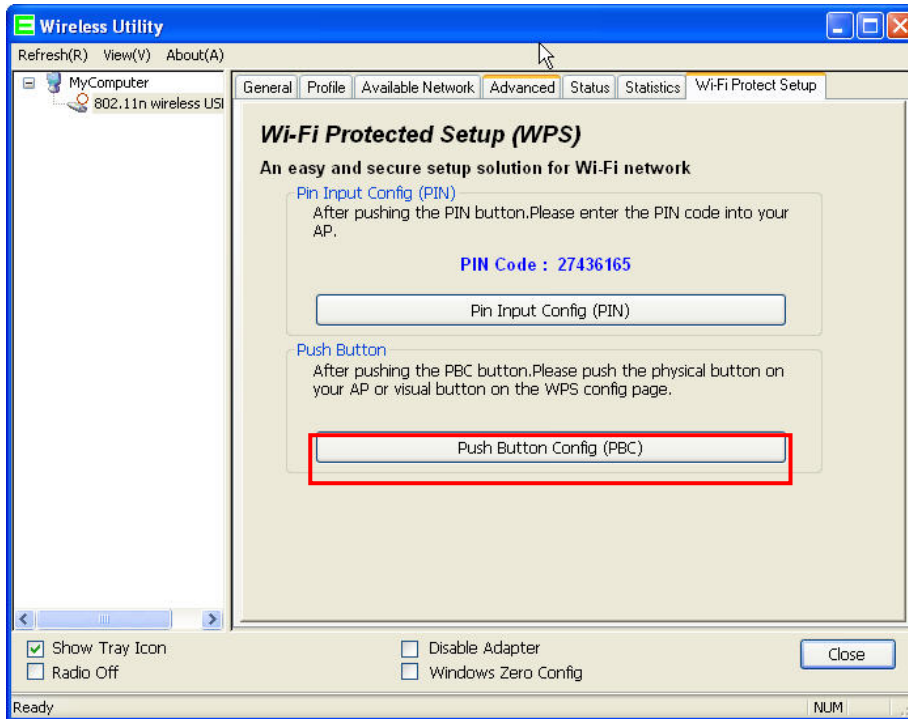 Wireless Utility
Refresh(R) View(V) About(A)
MyComputer
802.11n wireless USI
General Profile Available Network Advanced Status Statistics Wi-Fi Protect Setup
Wi-Fi Protected Setup (WPS)
An easy and secure setup solution for Wi-Fi network
Pin Input Config (PIN)
After pushing the PIN button.Please enter the PIN code into your
AP.
PIN Code : 27436165
Pin Input Config (PIN)
Push Button
After pushing the PBC button.Please push the physical button on
your AP or visual button on the WPS config page.
Push Button Config (PBC)
Show Tray Icon
Disable Adapter
Radio Off
Windows Zero Config
Close
Ready
NUM